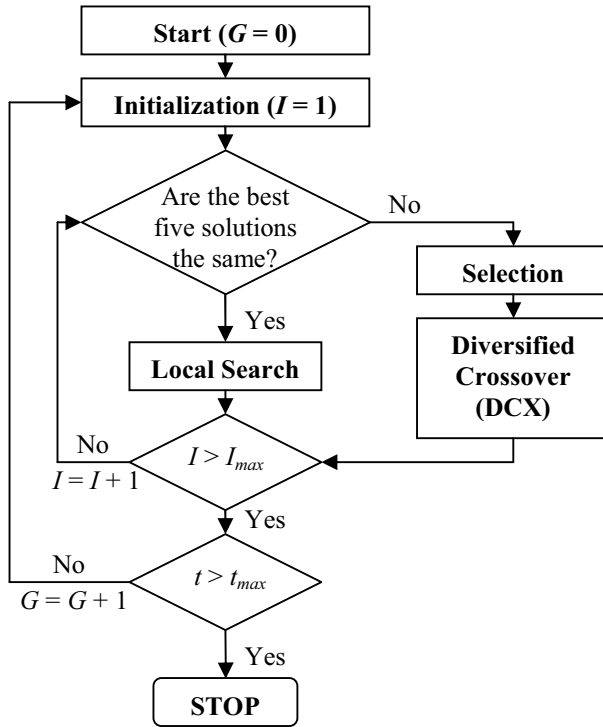 Start (G = 0)
Initialization (I = 1)
Are the best
five solutions
the same?
No
Selection
Yes
Diversified
Crossover
(DCX)
Local Search
No
I > Imax
I = I + 1
Yes
No
t > tmax
G = G + 1
Yes
STOP